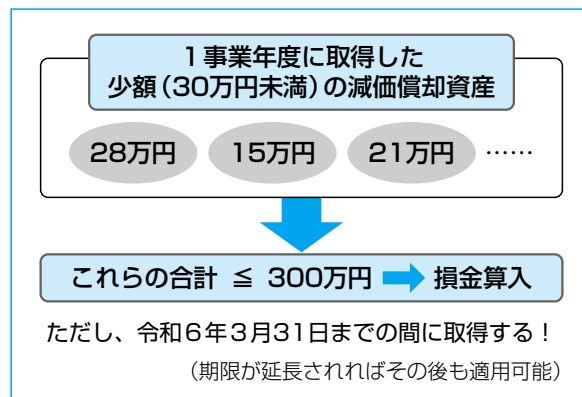 1事業年度に取得した
少額(30万円未満)の減価償却資産
28万円 15万円 21万円 ……
これらの合計 ≦ 300万円 ➡ 損金算入
ただし、令和6年3月31日までの間に取得する!
(期限が延長されればその後も適用可能)